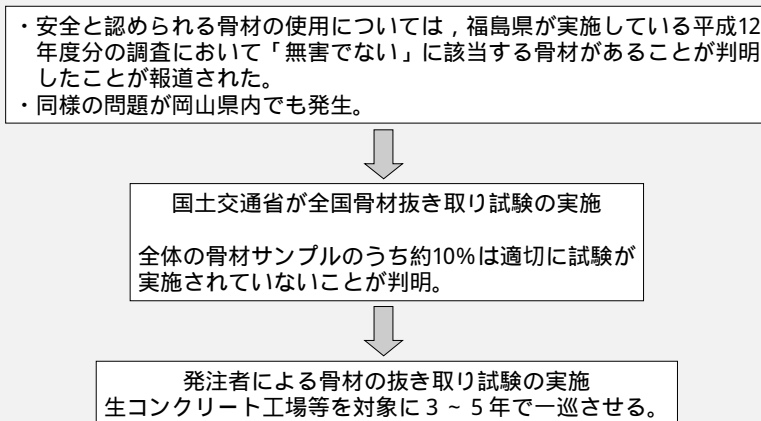 ・安全と認められる骨材の使用については，福島県が実施している平成12
年度分の調査において「無害でない」に該当する骨材があることが判明
したことが報道された。
・同様の問題が岡山県内でも発生。
国土交通省が全国骨材抜き取り試験の実施
全体の骨材サンプルのうち約10%は適切に試験が
実施されていないことが判明。
発注者による骨材の抜き取り試験の実施
生コンクリート工場等を対象に３～５年で一巡させる。